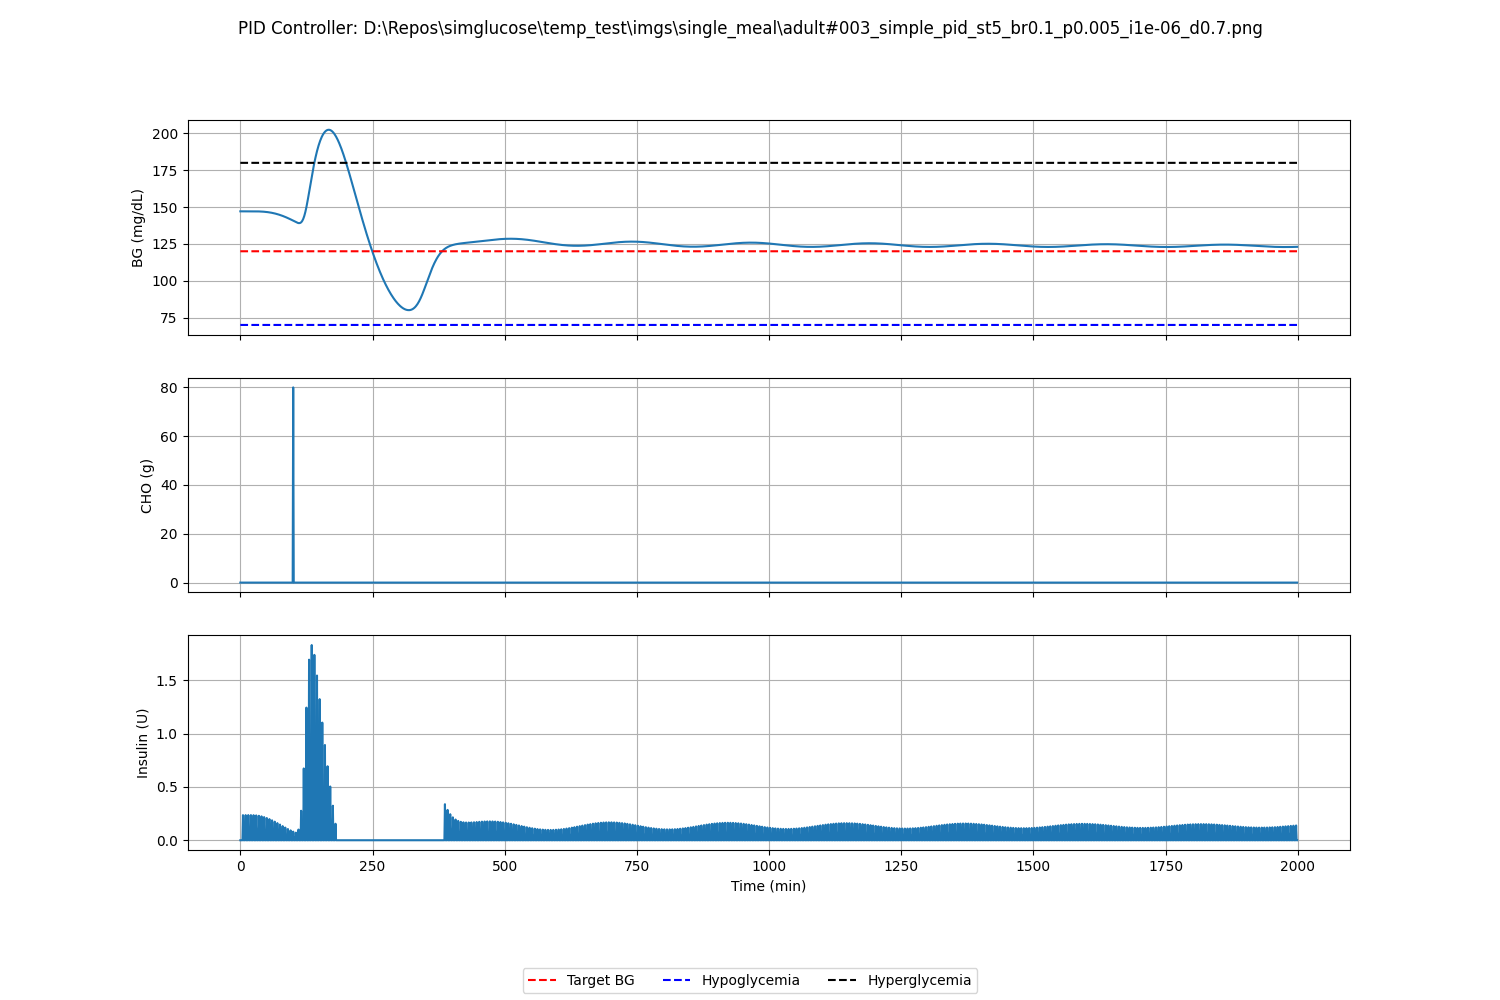 PID Controller: D:\Repos\simglucose\temp_test\imgs\single_meal\adult#003_simple_pid_st5_br0.1_p0.005_i1e-06_d0.7.png
200
175
150
125
100
75
BG (mg/dL)
80
60
40
20
0
CHO (g)
1.5
1.0
0.5
0.0
Insulin (U)
0 250 500 750 1000 1250 1500 1750 2000
Time (min)
Target BG Hypoglycemia Hyperglycemia